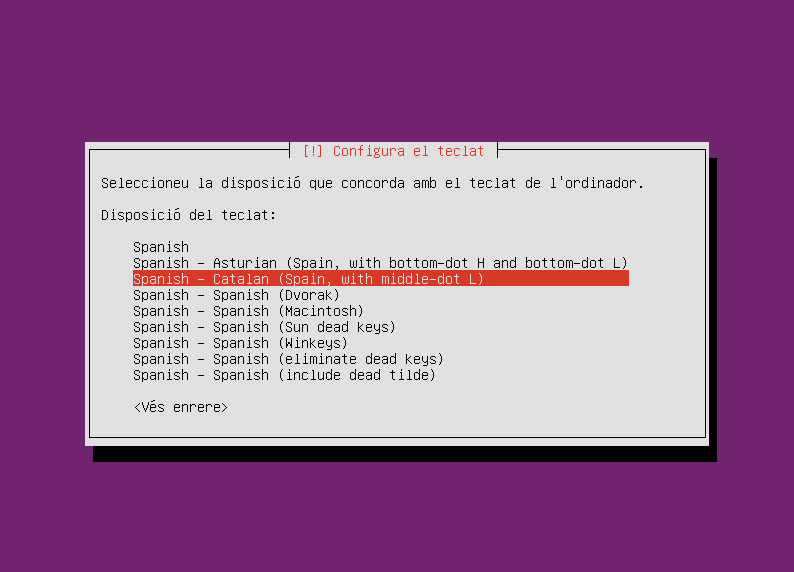 [!] Configura el teclat
Seleccioneu la disposició que concorda amb el teclat de l'ordinador.
Disposició del teclat:
Spanish
Spanish - Asturian (Spain, with bottom-dot H and bottom-dot L)
Spanish - Catalan (Spain, with middle-dot L)
Spanish - Spanish (Dvorak)
Spanish - Spanish (Macintosh)
Spanish - Spanish (Sun dead keys)
Spanish - Spanish (Winkeys)
Spanish - Spanish (eliminate dead keys)
Spanish - Spanish (include dead tilde)
<Vés enrere>